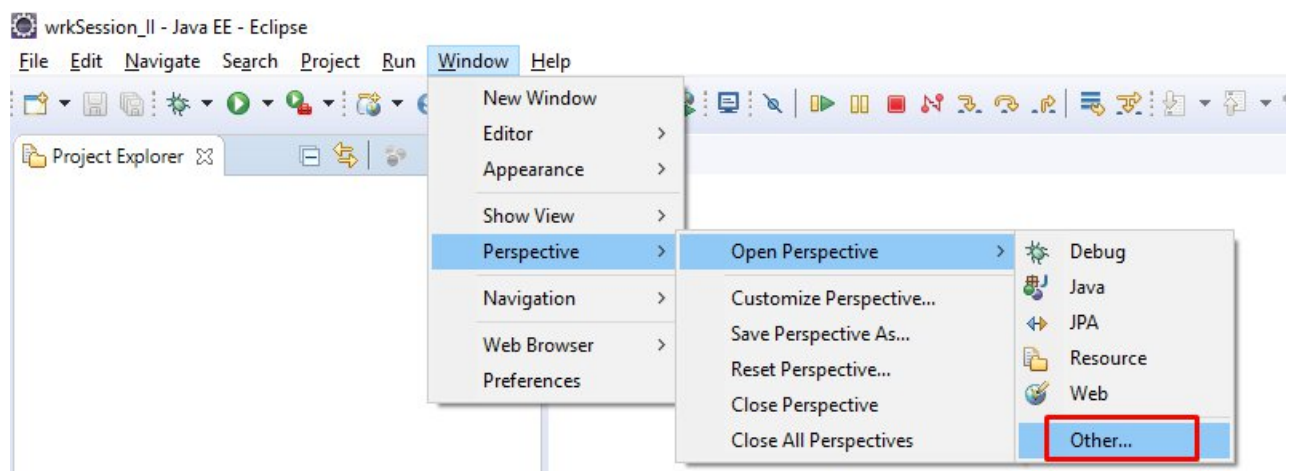 wrkSession_II - Java EE - Eclipse
File Edit Navigate Search Project Run Window Help
Project Explorer
New Window
Editor
Appearance
Show View
Perspective
Navigation
Web Browser
Preferences
Open Perspective
Customize Perspective...
Save Perspective As...
Reset Perspective...
Close Perspective
Close All Perspectives
Debug
Java
JPA
Resource
Web
Other...